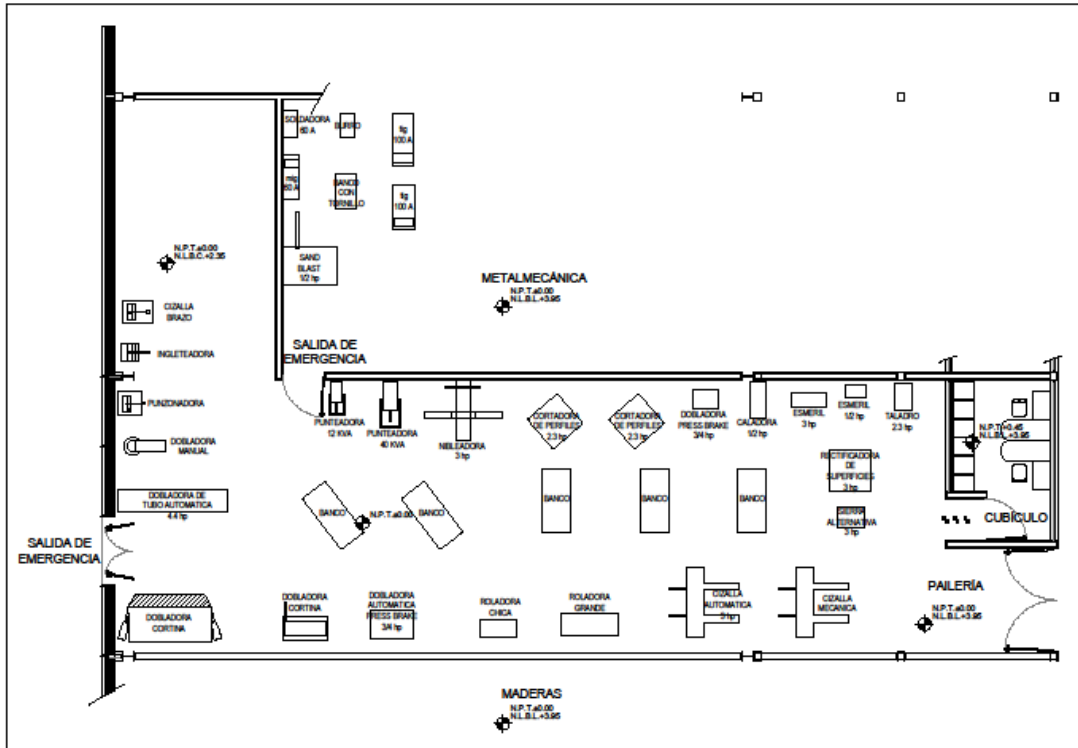 SOLDADORA
60 A
BURRO
tig
100 A
mig
60 A
BANCO
CON
TORNILLO
tig
100 A
N.P.T.±0.00
N.L.B.C.+2.35
SAND
BLAST
1/2 hp
METALMECÁNICA
N.P.T.±0.00
N.L.B.L.+3.95
CIZALLA
BRAZO
INGLETEADORA
SALIDA DE
EMERGENCIA
PUNZONADORA
DOBLADORA
MANUAL
PUNTEADORA
12 KVA
PUNTEADORA
40 KVA
NIBLEADORA
3 hp
CORTADORA
DE PERFILES
2.3 hp
CORTADORA
DE PERFILES
2.3 hp
DOBLADORA
PRESS BRAKE
3/4 hp
CALADORA
1/2 hp
ESMERIL
3 hp
ESMERIL
1/2 hp
TALADRO
2.3 hp
N.P.T.+0.45
N.L.B.L.+3.95
RECTIFICADORA
DE
SUPERFICIES
3 hp
DOBLADORA DE
TUBO AUTOMATICA
4.4 hp
BANCO
BANCO
N.P.T.±0.00
BANCO
BANCO
BANCO
SIERRA
ALTERNATIVA
3 hp
CUBÍCULO
SALIDA DE
EMERGENCIA
DOBLADORA
CORTINA
DOBLADORA
CORTINA
DOBLADORA
AUTOMATICA
PRESS BRAKE
3/4 hp
ROLADORA
CHICA
ROLADORA
GRANDE
CIZALLA
AUTOMATICA
5 hp
CIZALLA
MECANICA
PAILERÍA
N.P.T.±0.00
N.L.B.L.+3.95
MADERAS
N.P.T.±0.00
N.L.B.L.+3.95